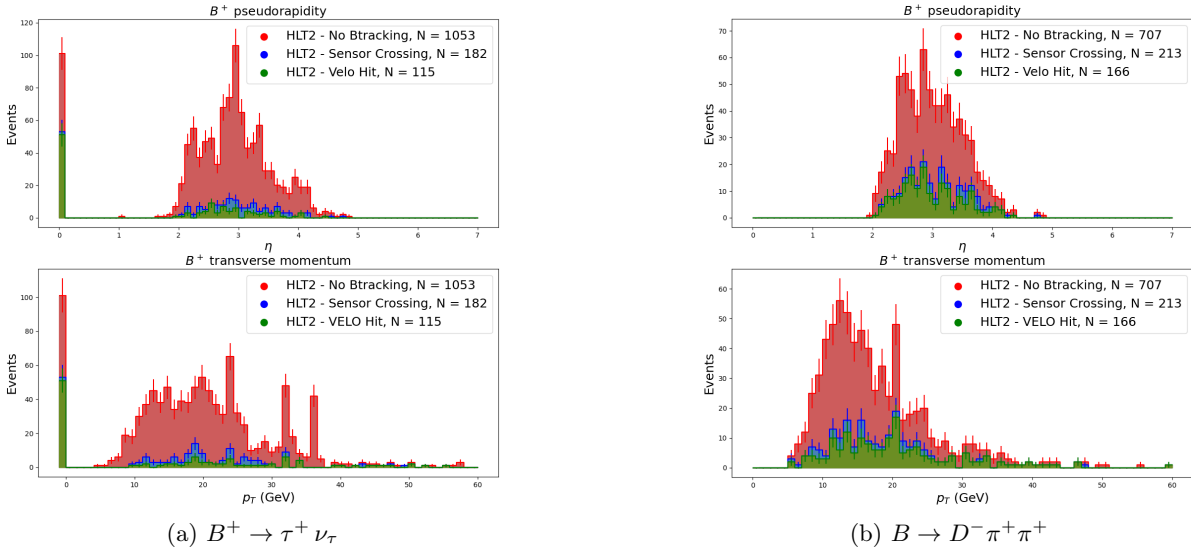 B⁺ pseudorapidity
Events
120
100
80
60
40
20
0
HLT2 - No Btracking, N = 1053
HLT2 - Sensor Crossing, N = 182
HLT2 - Velo Hit, N = 115
0 1 2 3 4 5 6 7
η
B⁺ transverse momentum
Events
100
80
60
40
20
0
HLT2 - No Btracking, N = 1053
HLT2 - Sensor Crossing, N = 182
HLT2 - VELO Hit, N = 115
0 10 20 30 40 50 60
p_T (GeV)
(a) B⁺ → τ⁺ ν_τ
B⁺ pseudorapidity
Events
70
60
50
40
30
20
10
0
HLT2 - No Btracking, N = 707
HLT2 - Sensor Crossing, N = 213
HLT2 - Velo Hit, N = 166
0 1 2 3 4 5 6 7
η
B⁺ transverse momentum
Events
60
50
40
30
20
10
0
HLT2 - No Btracking, N = 707
HLT2 - Sensor Crossing, N = 213
HLT2 - VELO Hit, N = 166
0 10 20 30 40 50 60
p_T (GeV)
(b) B → D⁻π⁺π⁺